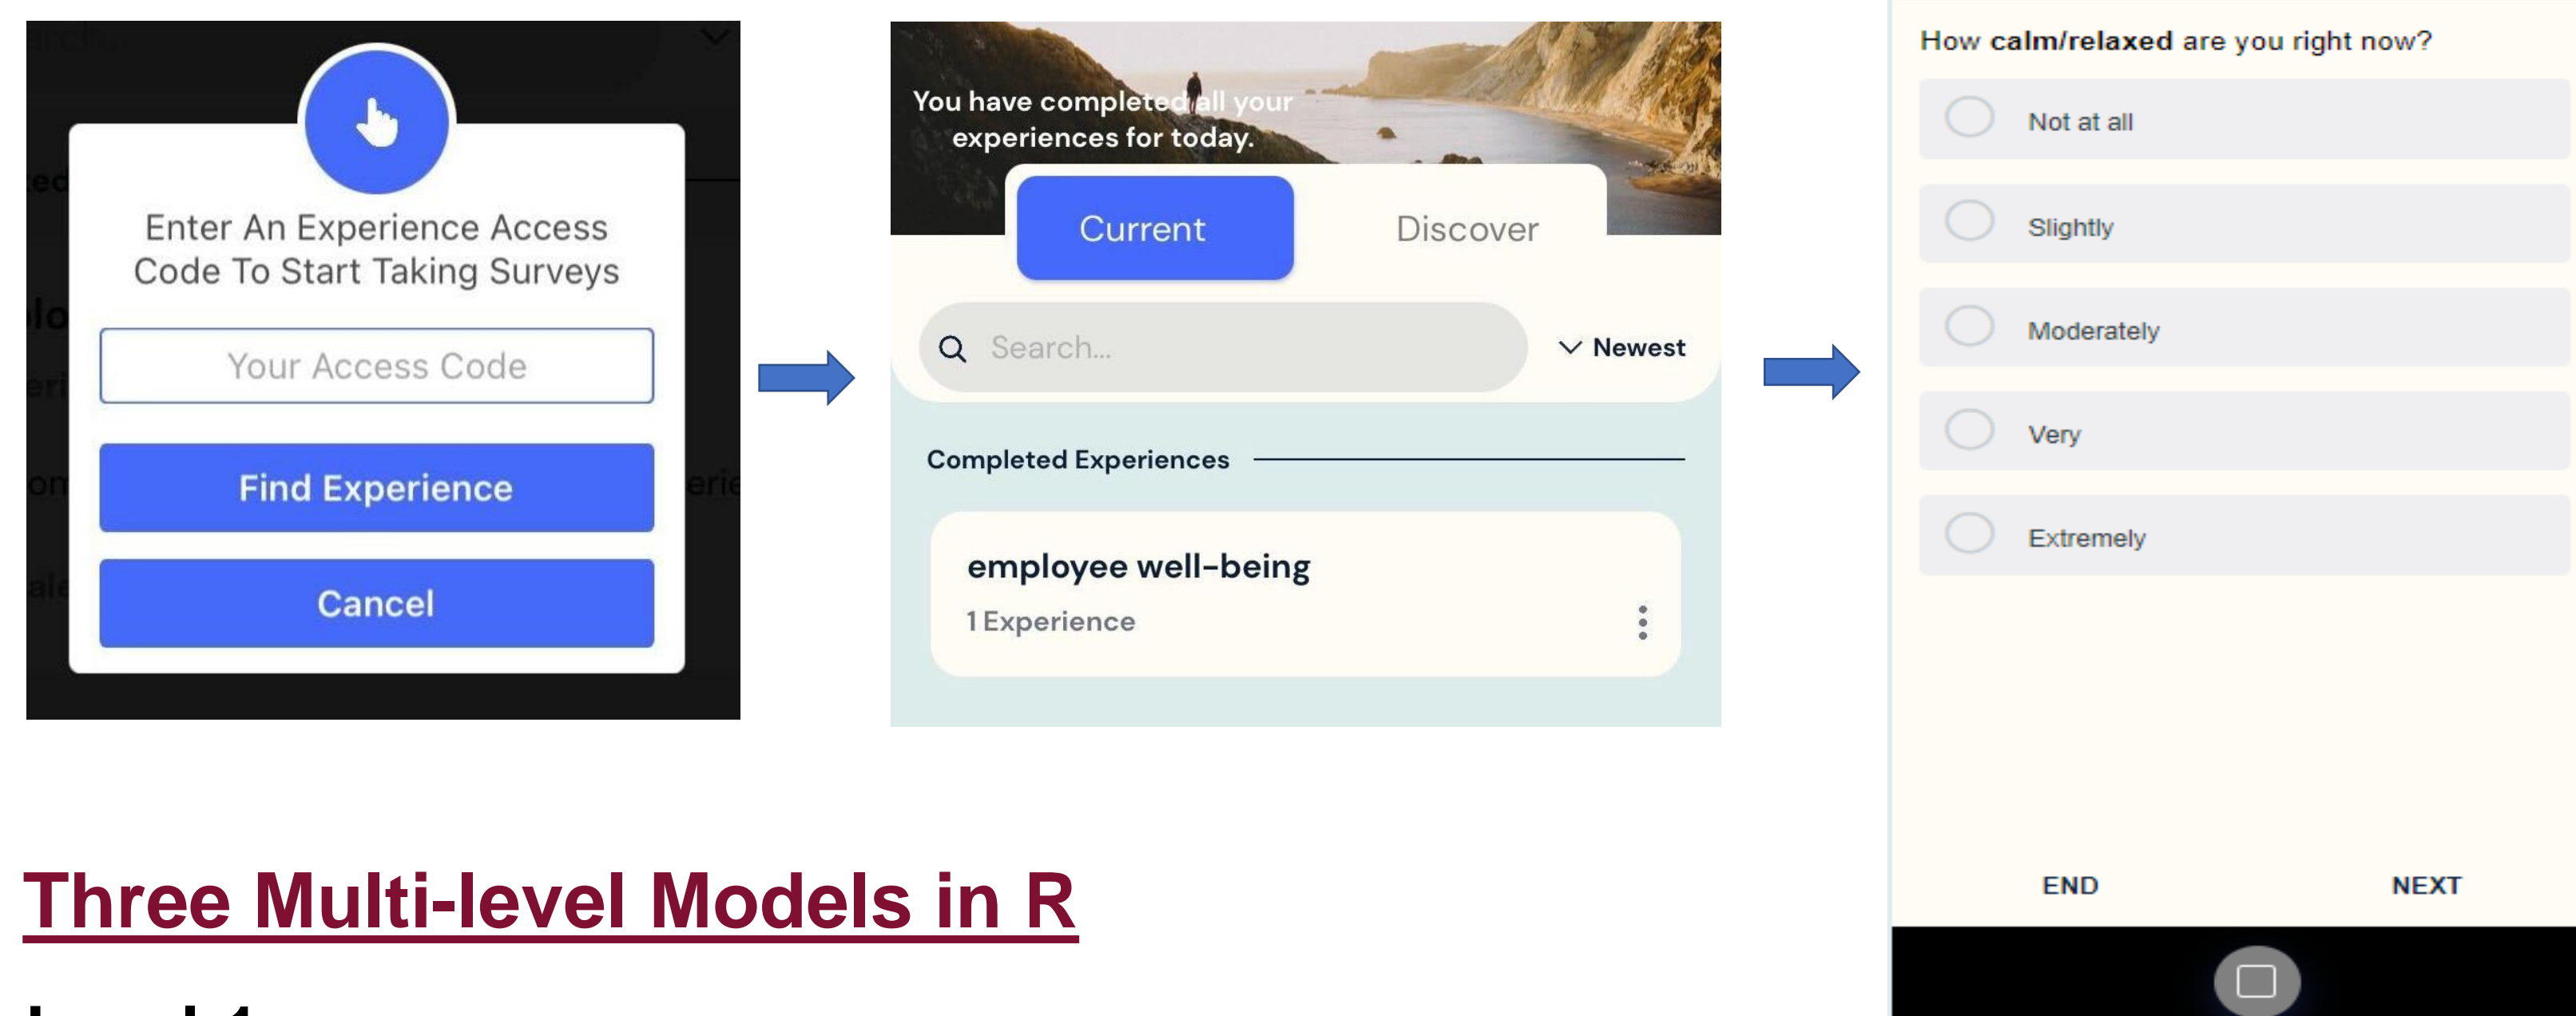 Enter An Experience Access
Code To Start Taking Surveys
Your Access Code
Find Experience
Cancel
You have completed all your
experiences for today.
Current
Discover
Search...
Newest
Completed Experiences
employee well-being
1 Experience
How calm/relaxed are you right now?
Not at all
Slightly
Moderately
Very
Extremely
END
NEXT
Three Multi-level Models in R